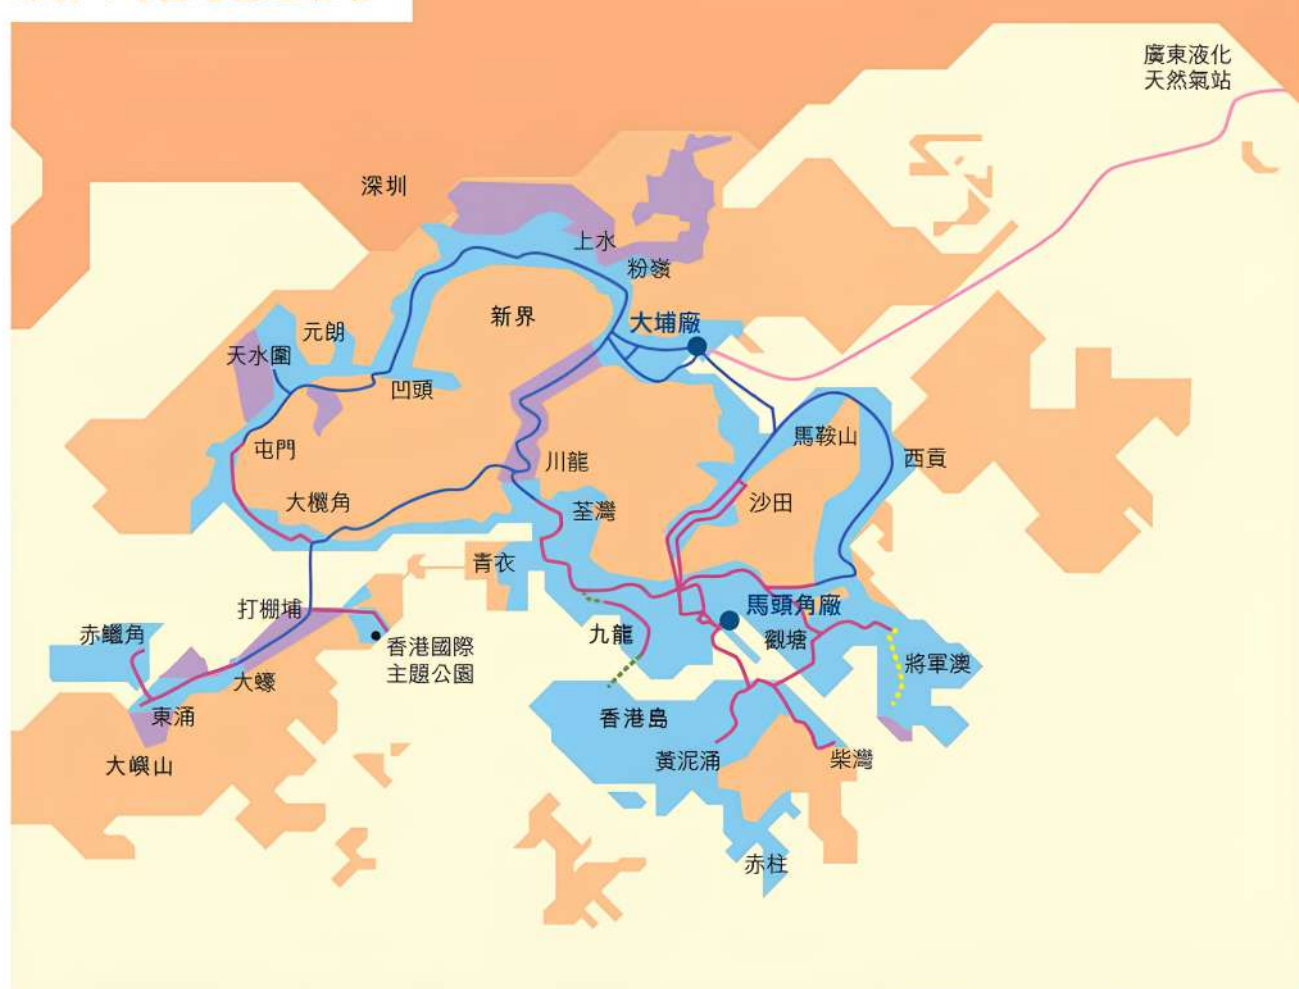 廣東液化
天然氣站
深圳
上水
粉嶺
新界
大埔廠
元朗
天水圍
凹頭
屯門
川龍
馬鞍山
西貢
大欖角
荃灣
沙田
青衣
打棚埔
馬頭角廠
赤鱲角
香港國際
主題公園
九龍
觀塘
將軍澳
大蠔
東涌
香港島
大嶼山
黃泥涌
柴灣
赤柱